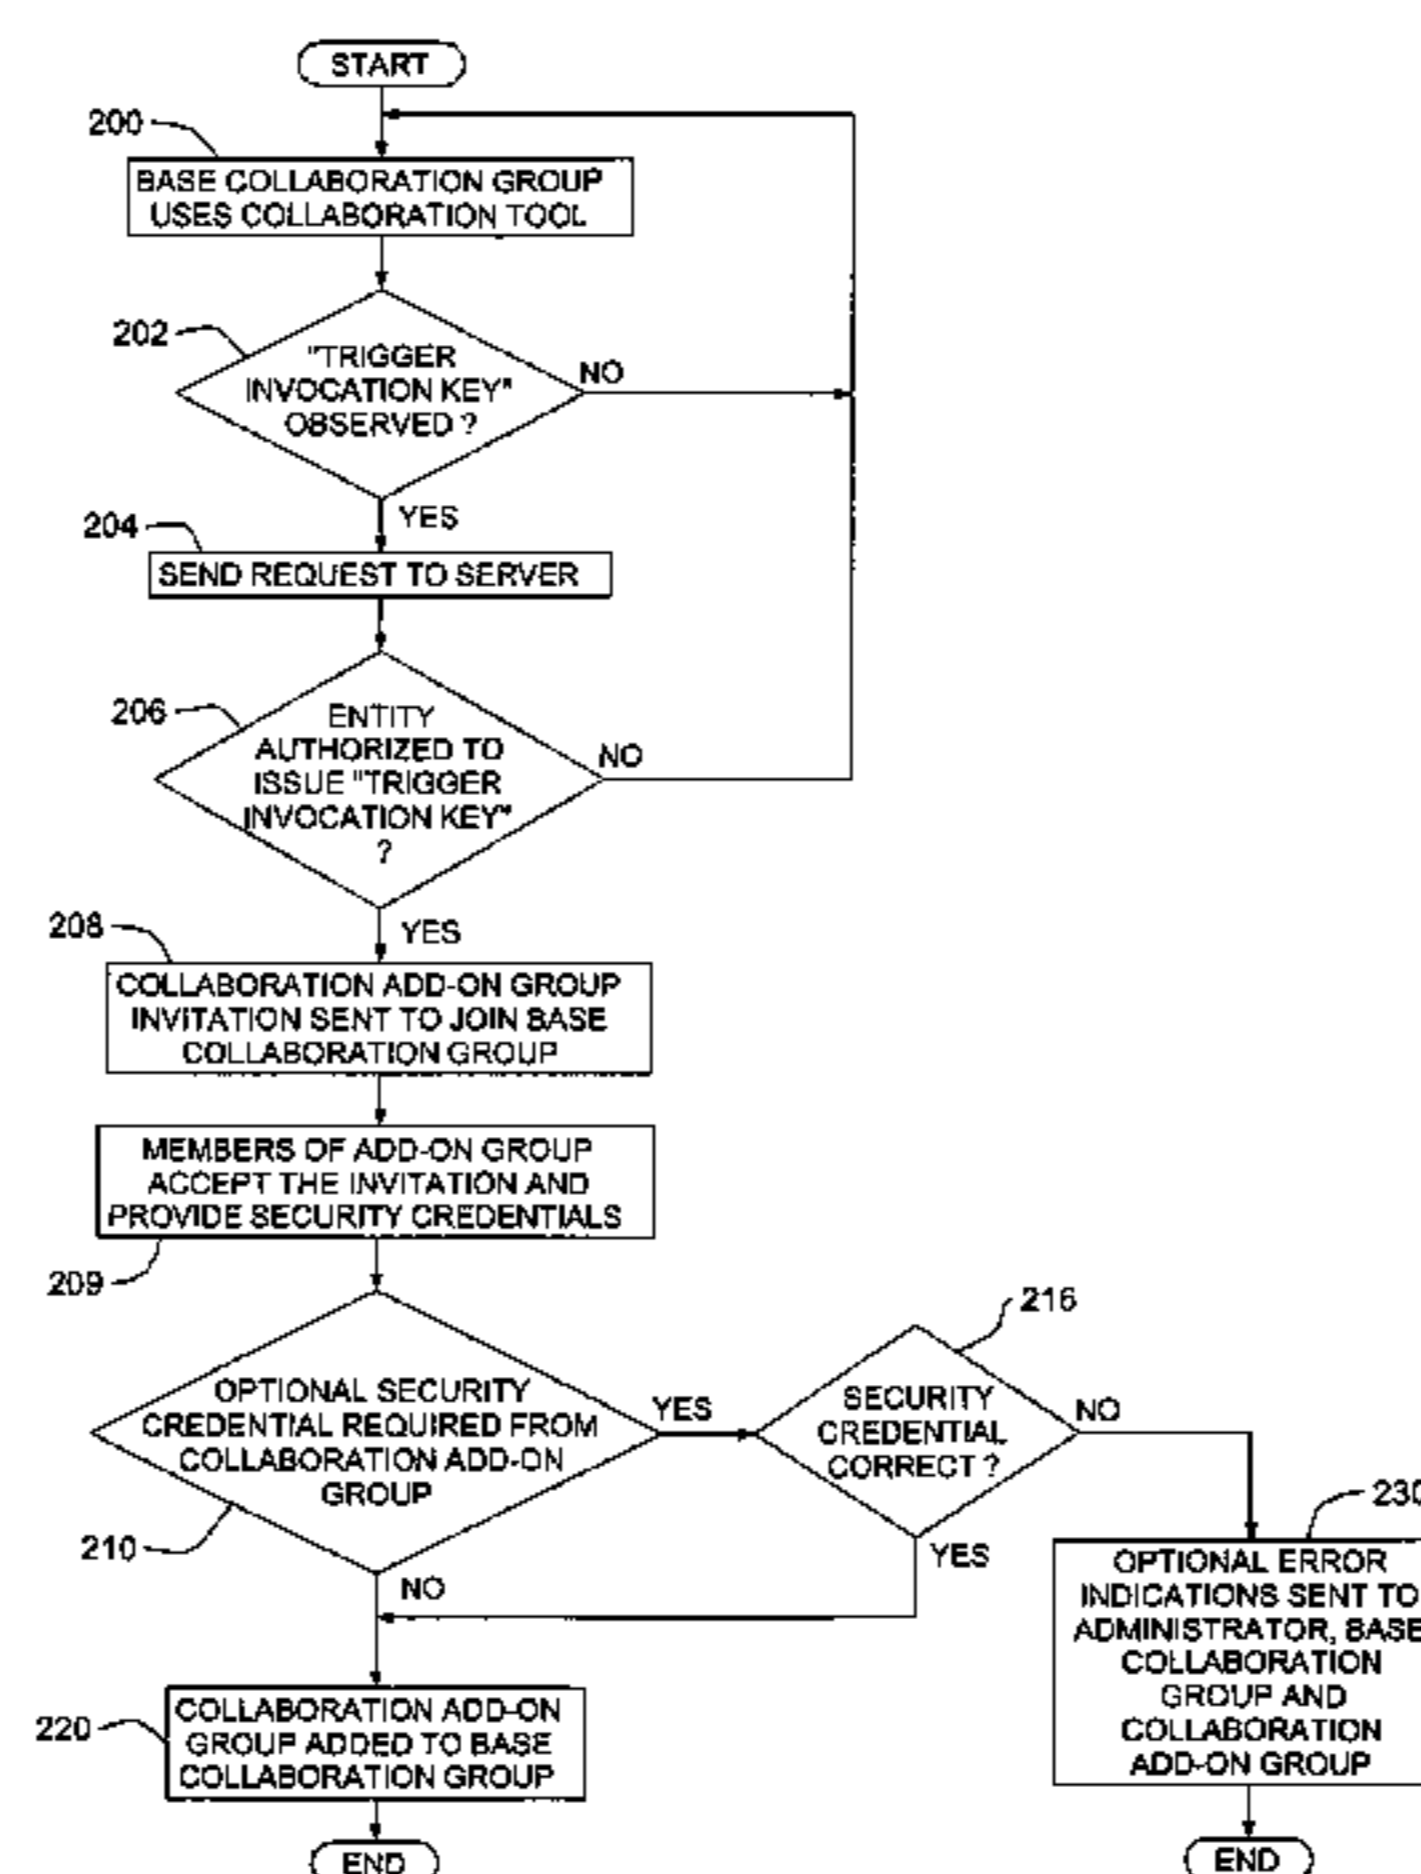 START
200
BASE COLLABORATION GROUP
USES COLLABORATION TOOL
202
"TRIGGER
INVOCATION KEY"
OBSERVED ?
NO
YES
204
SEND REQUEST TO SERVER
206
ENTITY
AUTHORIZED TO
ISSUE "TRIGGER
INVOCATION KEY"
?
NO
YES
208
COLLABORATION ADD-ON GROUP
INVITATION SENT TO JOIN BASE
COLLABORATION GROUP
MEMBERS OF ADD-ON GROUP
ACCEPT THE INVITATION AND
PROVIDE SECURITY CREDENTIALS
209
OPTIONAL SECURITY
CREDENTIAL REQUIRED FROM
COLLABORATION ADD-ON
GROUP
210
YES
NO
216
SECURITY
CREDENTIAL
CORRECT ?
NO
YES
230
OPTIONAL ERROR
INDICATIONS SENT TO
ADMINISTRATOR, BASE
COLLABORATION
GROUP AND
COLLABORATION
ADD-ON GROUP
220
COLLABORATION ADD-ON
GROUP ADDED TO BASE
COLLABORATION GROUP
END
END